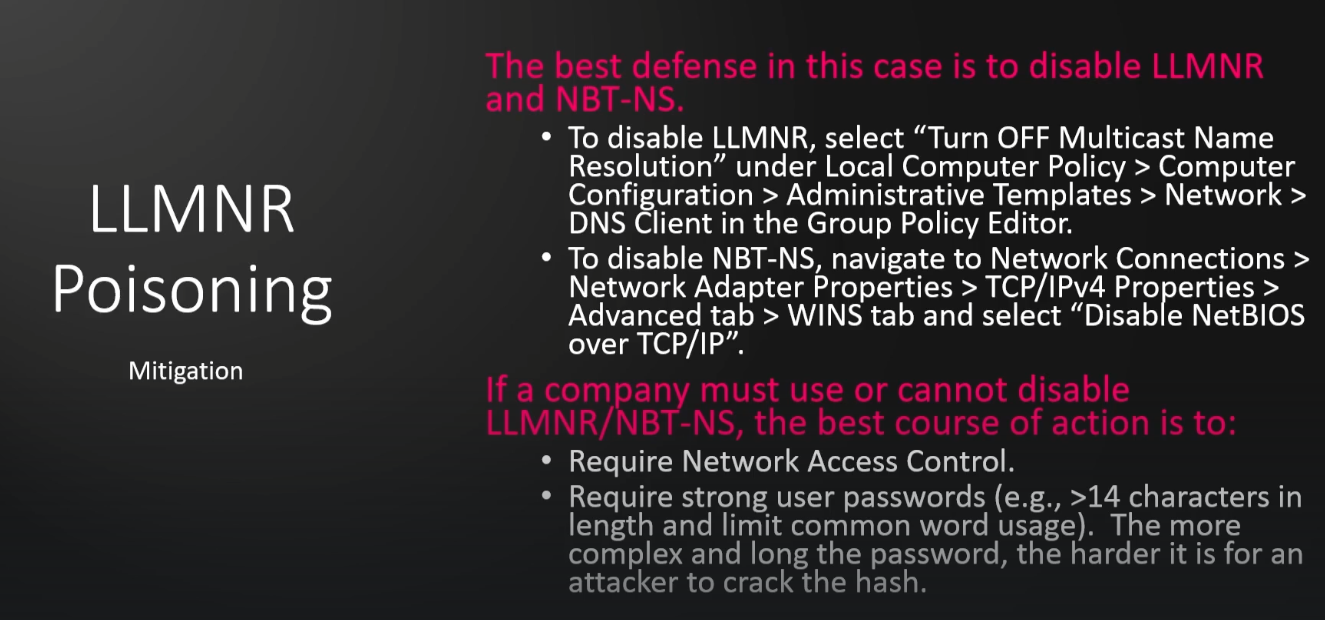 LLMNR
Poisoning
Mitigation
The best defense in this case is to disable LLMNR
and NBT-NS.
• To disable LLMNR, select “Turn OFF Multicast Name
Resolution” under Local Computer Policy > Computer
Configuration > Administrative Templates > Network >
DNS Client in the Group Policy Editor.
• To disable NBT-NS, navigate to Network Connections >
Network Adapter Properties > TCP/IPv4 Properties >
Advanced tab > WINS tab and select “Disable NetBIOS
over TCP/IP”.
If a company must use or cannot disable
LLMNR/NBT-NS, the best course of action is to:
• Require Network Access Control.
• Require strong user passwords (e.g., >14 characters in
length and limit common word usage).  The more
complex and long the password, the harder it is for an
attacker to crack the hash.